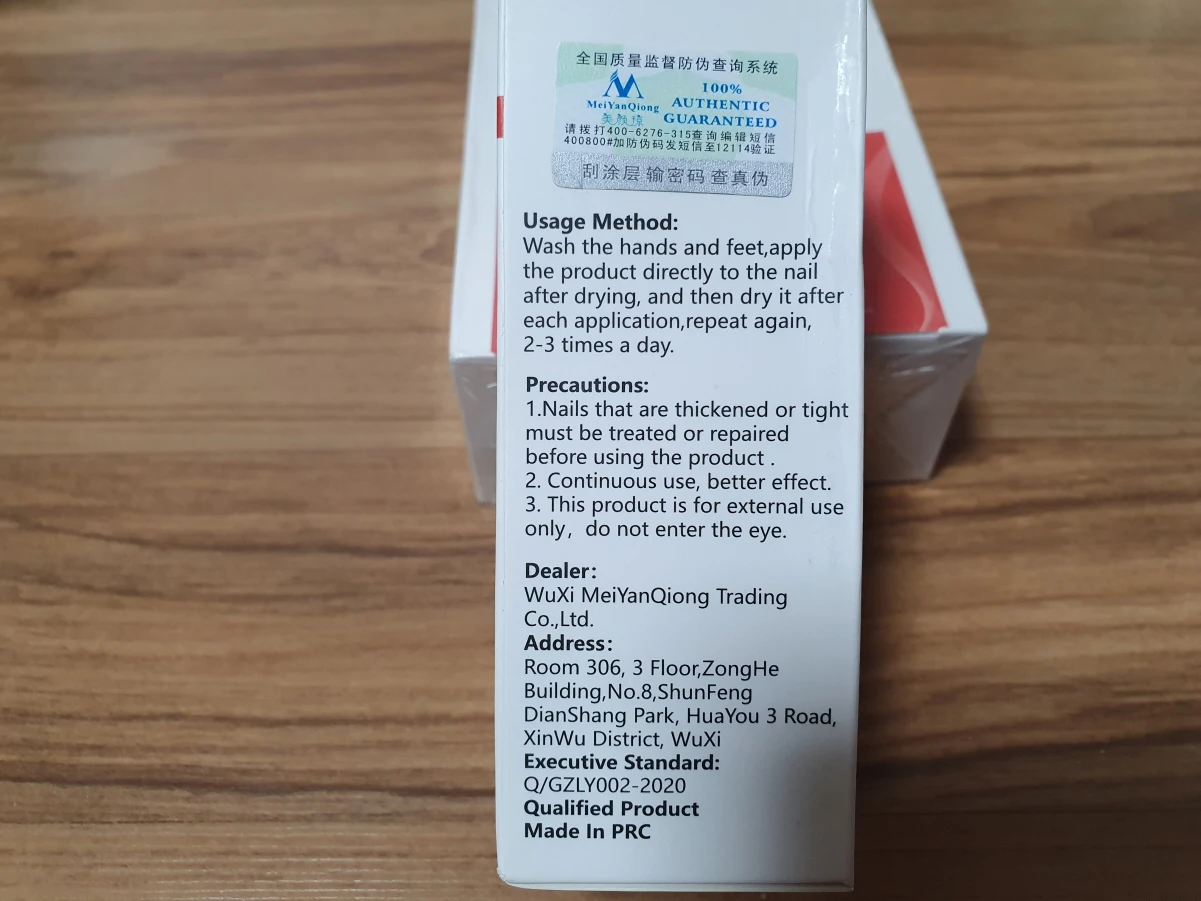 全国质量监督防伪查询系统
MeiYanQiong
美颜琼
100%
AUTHENTIC
GUARANTEED
请拨打400-6276-315查询编辑短信
400800#加防伪码发短信至12114验证
刮涂层 输密码 查真伪
Usage Method:
Wash the hands and feet,apply
the product directly to the nail
after drying, and then dry it after
each application,repeat again,
2-3 times a day.
Precautions:
1.Nails that are thickened or tight
must be treated or repaired
before using the product .
2. Continuous use, better effect.
3. This product is for external use
only，do not enter the eye.
Dealer:
WuXi MeiYanQiong Trading
Co.,Ltd.
Address:
Room 306, 3 Floor,ZongHe
Building,No.8,ShunFeng
DianShang Park, HuaYou 3 Road,
XinWu District, WuXi
Executive Standard:
Q/GZLY002-2020
Qualified Product
Made In PRC